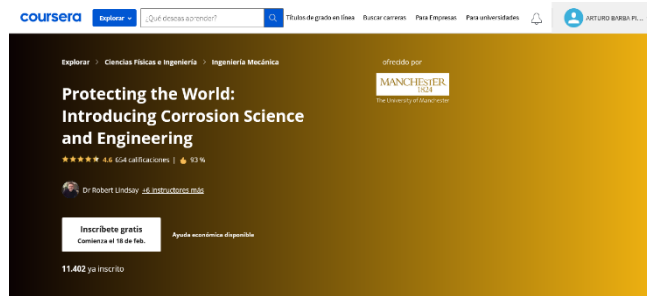 coursera
Explorar
¿Qué deseas aprender?
Títulos de grado en línea
Buscar carreras
Para Empresas
Para universidades
ARTURO BARBA PI...
Explorar > Ciencias Físicas e Ingeniería > Ingeniería Mecánica
ofrecido por
MANCHESTER
1824
The University of Manchester
Protecting the World:
Introducing Corrosion Science
and Engineering
4.6 654 calificaciones | 93 %
Dr Robert Lindsay +6 instructores más
Inscríbete gratis
Comienza el 18 de feb.
Ayuda económica disponible
11.402 ya inscrito